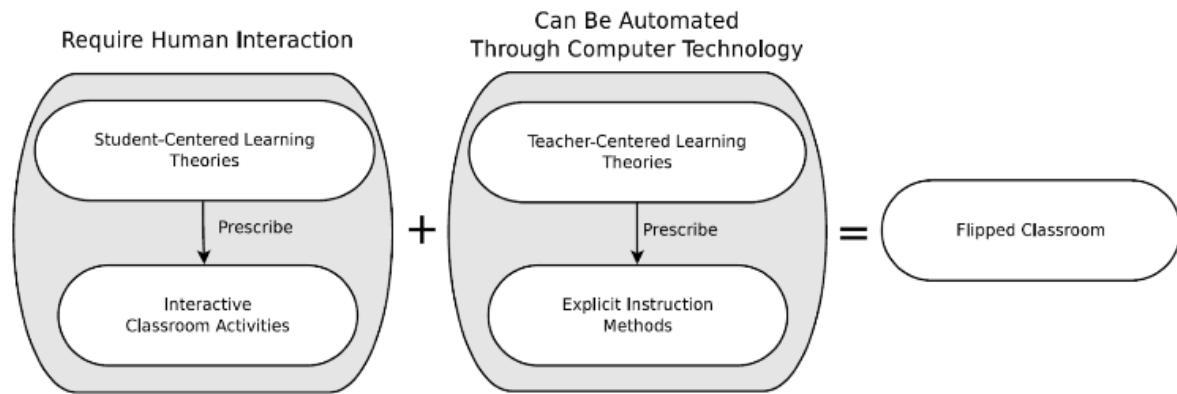 Require Human Interaction
Can Be Automated
Through Computer Technology
Student-Centered Learning
Theories
Prescribe
Interactive
Classroom Activities
+
Teacher-Centered Learning
Theories
Prescribe
Explicit Instruction
Methods
=
Flipped Classroom